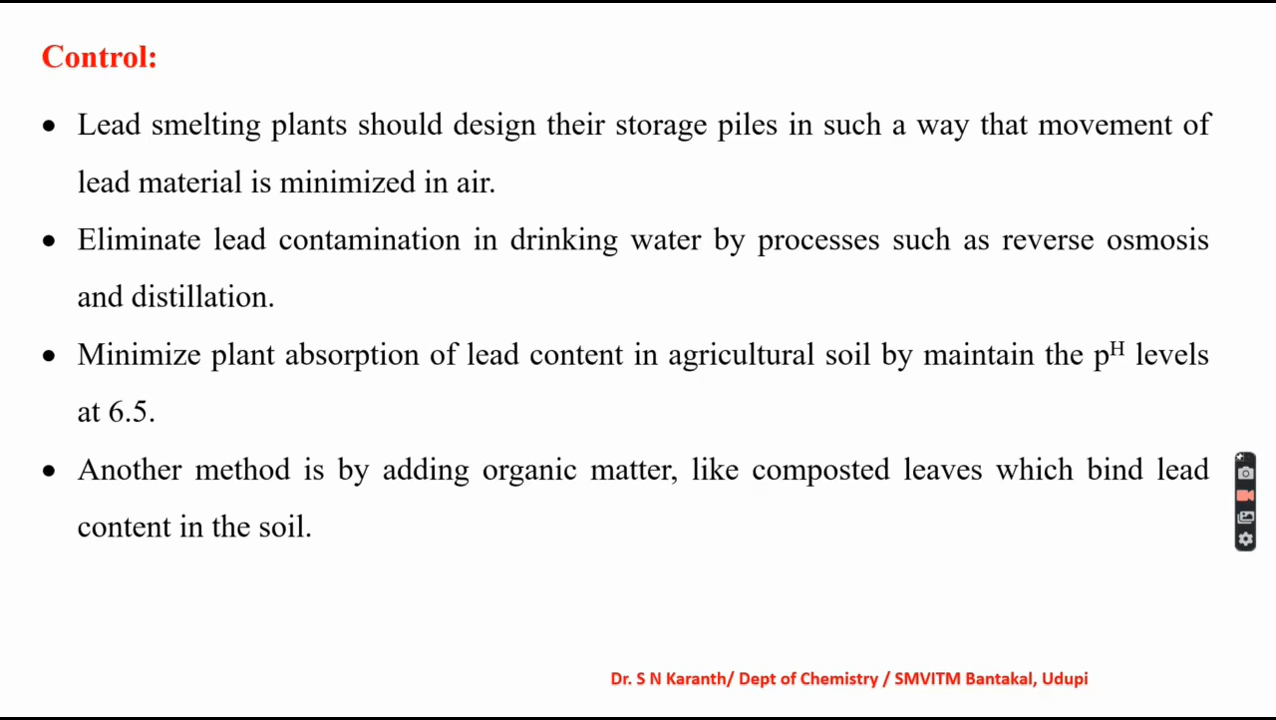 Control:
• Lead smelting plants should design their storage piles in such a way that movement of
lead material is minimized in air.
• Eliminate lead contamination in drinking water by processes such as reverse osmosis
and distillation.
• Minimize plant absorption of lead content in agricultural soil by maintain the pᴴ levels
at 6.5.
• Another method is by adding organic matter, like composted leaves which bind lead
content in the soil.
Dr. S N Karanth/ Dept of Chemistry / SMVITM Bantakal, Udupi